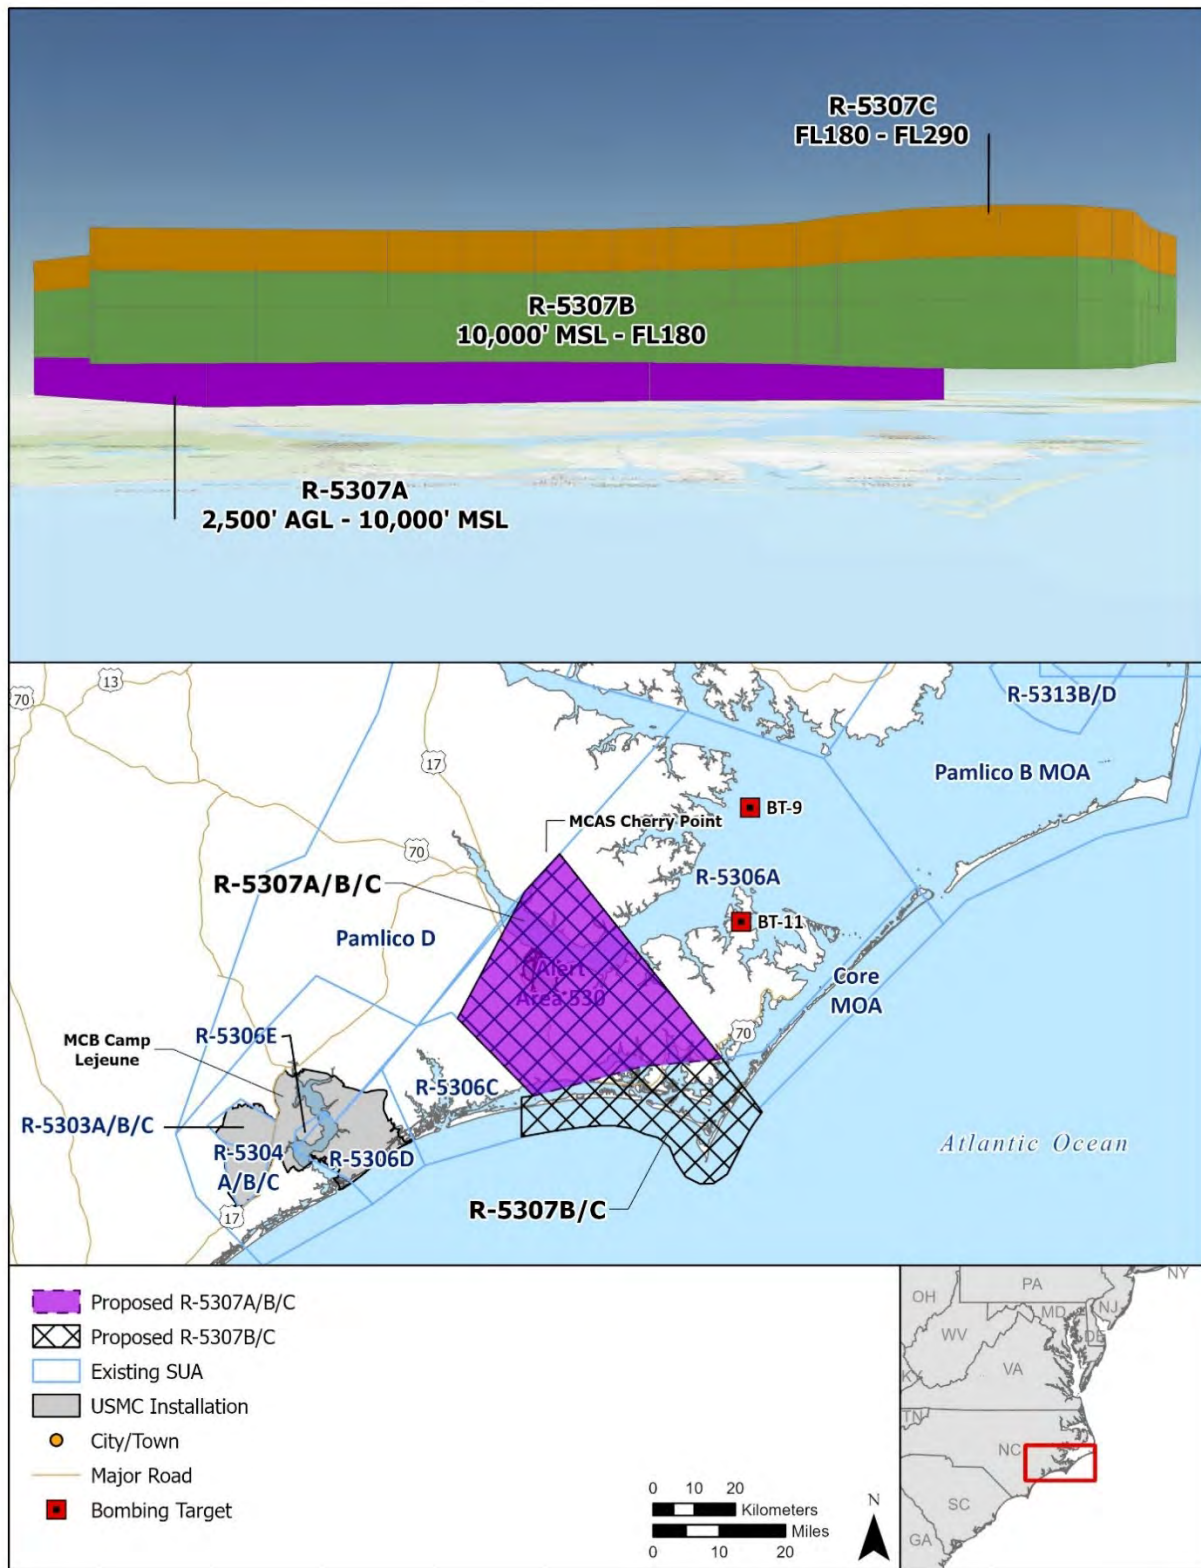 R-5307C
FL180 - FL290
R-5307B
10,000' MSL - FL180
R-5307A
2,500' AGL - 10,000' MSL
70
13
R-5313B/D
17
Pamlico B MOA
BT-9
MCAS Cherry Point
70
R-5307A/B/C
R-5306A
BT-11
Pamlico D
Alert
Area 530
Core
MOA
70
MCB Camp
Lejeune
R-5306E
R-5306C
R-5303A/B/C
R-5304
A/B/C
R-5306D
Atlantic Ocean
R-5307B/C
17
Proposed R-5307A/B/C
Proposed R-5307B/C
Existing SUA
USMC Installation
City/Town
Major Road
Bombing Target
0 10 20
Kilometers
Miles
0 10 20
N
NY
PA
OH
NJ
MD
DE
WV
VA
KY
TN
NC
SC
GA